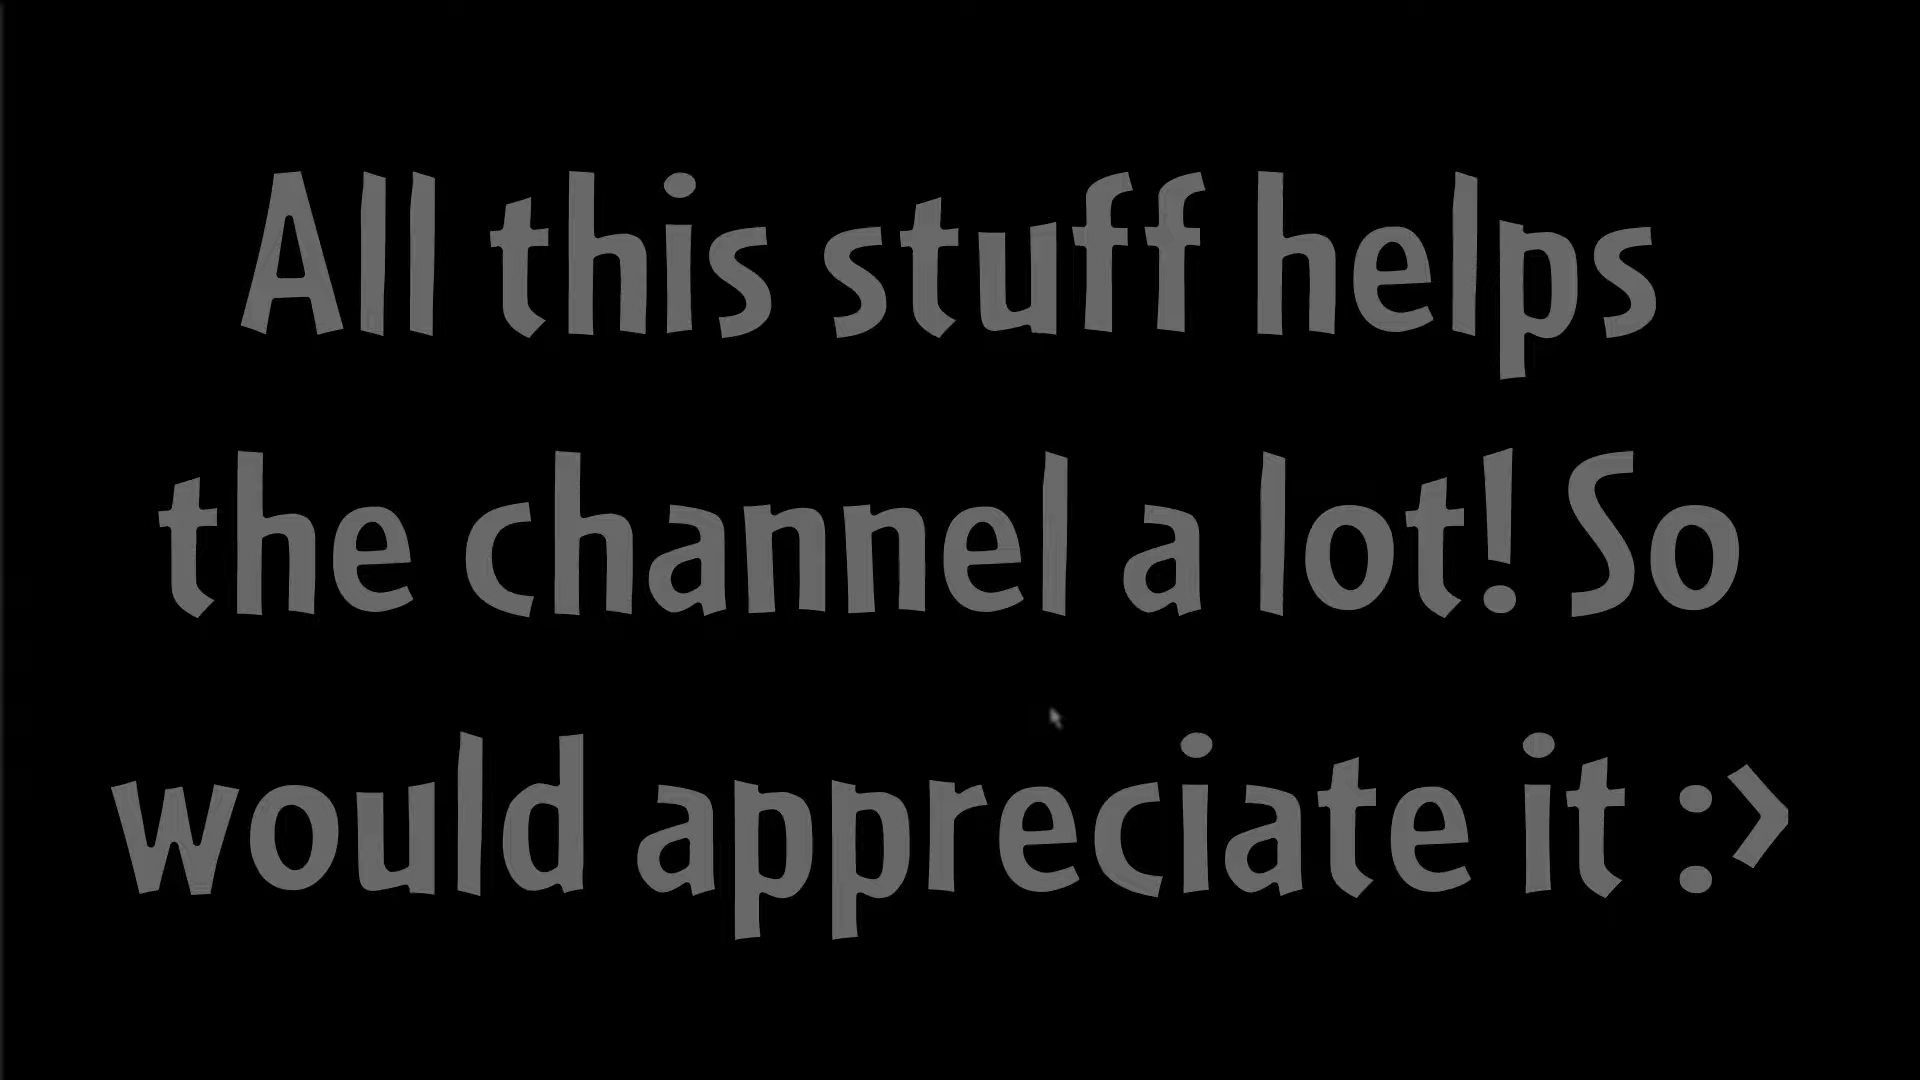 All this stuff helps
the channel a lot! So
would appreciate it :>